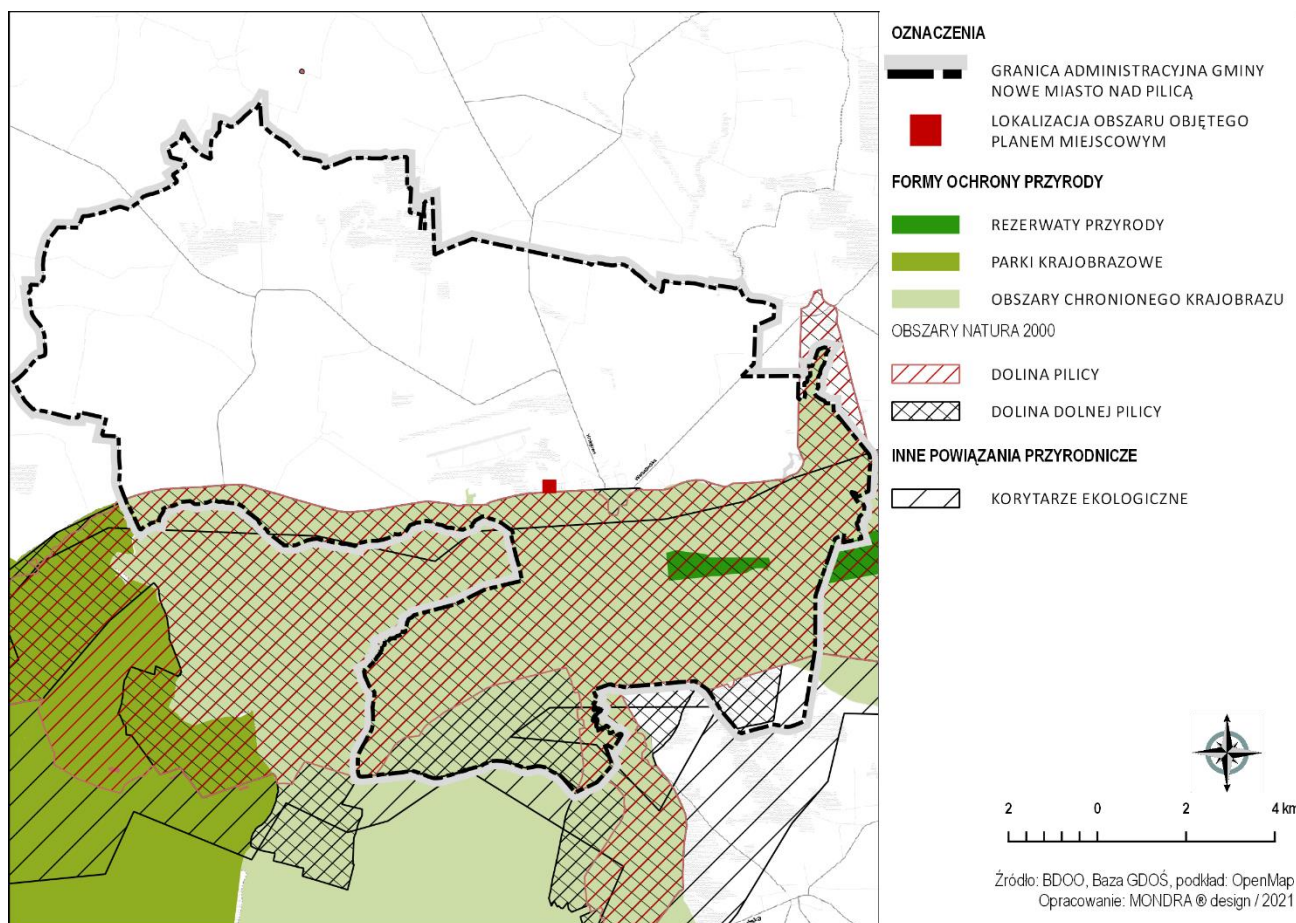 OZNACZENIA
GRANICA ADMINISTRACYJNA GMINY
NOWE MIASTO NAD PILICĄ
LOKALIZACJA OBSZARU OBJĘTEGO
PLANEM MIEJSCOWYM
FORMY OCHRONY PRZYRODY
REZERWATY PRZYRODY
PARKI KRAJOBRAZOWE
OBSZARY CHRONIONEGO KRAJOBRAZU
OBSZARY NATURA 2000
DOLINA PILICY
DOLINA DOLNEJ PILICY
INNE POWIĄZANIA PRZYRODNICZE
KORYTARZE EKOLOGICZNE
2 0 2 4 km
Źródło: BDOO, Baza GDOŚ, podkład: OpenMap
Opracowanie: MONDRA ® design / 2021